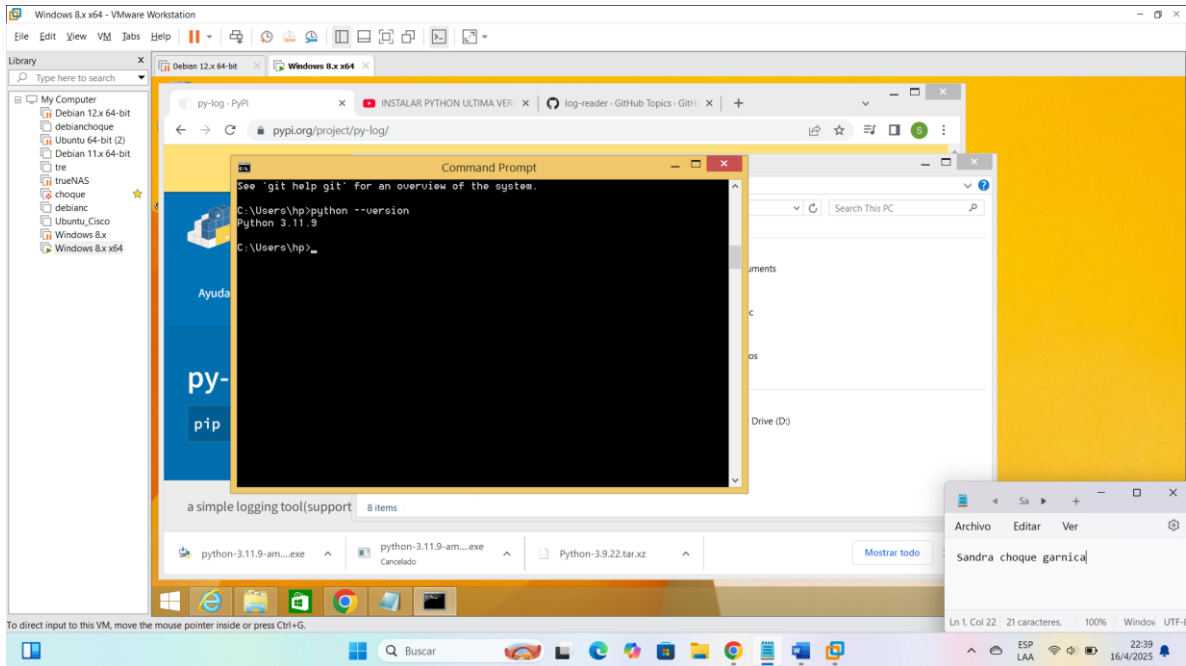 Windows 8.x x64 - VMware Workstation
File Edit View VM Tabs Help
Library X
Type here to search
My Computer
Debian 12.x 64-bit
debianchoque
Ubuntu 64-bit (2)
Debian 11.x 64-bit
tre
trueNAS
choque
debianc
Ubuntu_Cisco
Windows 8.x
Windows 8.x x64
Debian 12.x 64-bit
Windows 8.x x64
py-log · PyPI
INSTALAR PYTHON ULTIMA VER
log-reader · GitHub Topics · GitH
pypi.org/project/py-log/
S
Command Prompt
See 'git help git' for an overview of the system.
C:\Users\hp>python --version
Python 3.11.9
C:\Users\hp>_
Search This PC
uments
c
os
Drive (D:)
Ayuda
py-
pip
a simple logging tool(support
8 items
python-3.11.9-am....exe
python-3.11.9-am....exe
Cancelado
Python-3.9.22.tar.xz
Mostrar todo
Sa
Archivo Editar Ver
Sandra choque garnica
Ln 1, Col 22 21 caracteres. 100% Window UTF-8
To direct input to this VM, move the mouse pointer inside or press Ctrl+G.
Buscar
ESP
LAA
22:39
16/4/2025